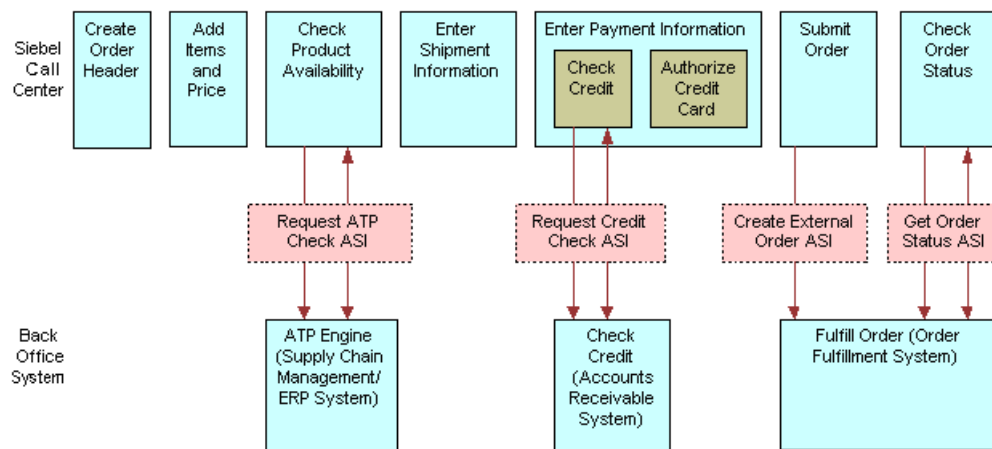 Siebel
Call
Center
Create
Order
Header
Add
Items
and
Price
Check
Product
Availability
Enter
Shipment
Information
Enter Payment Information
Check
Credit
Authorize
Credit
Card
Submit
Order
Check
Order
Status
Request ATP
Check ASI
Request Credit
Check ASI
Create External
Order ASI
Get Order
Status ASI
Back
Office
System
ATP Engine
(Supply Chain
Management/
ERP System)
Check
Credit
(Accounts
Receivable
System)
Fulfill Order (Order
Fulfillment System)